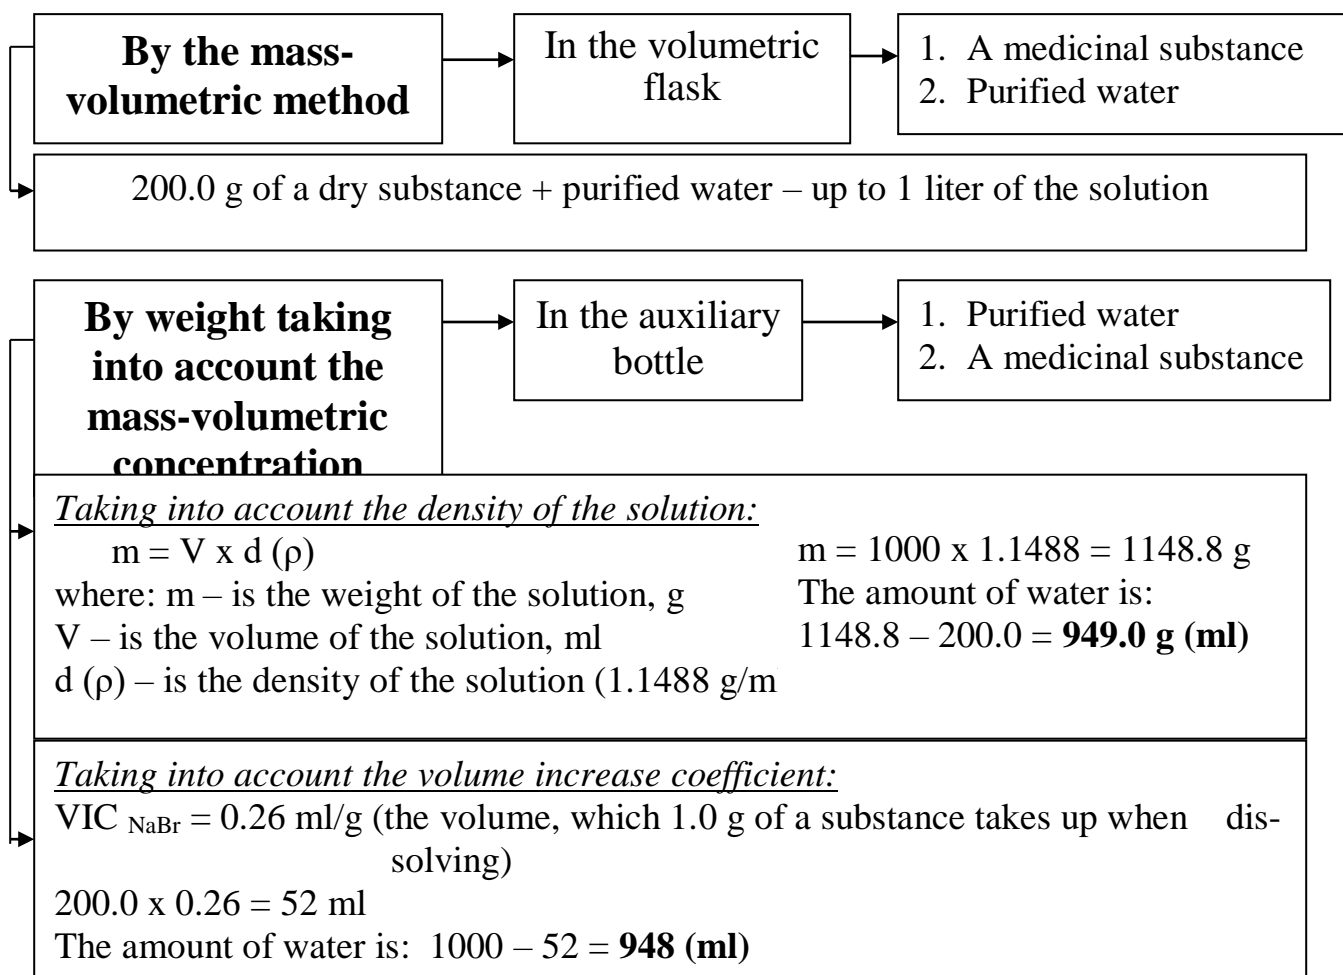 By the mass-
volumetric method
In the volumetric
flask
1. A medicinal substance
2. Purified water
200.0 g of a dry substance + purified water – up to 1 liter of the solution
By weight taking
into account the
mass-volumetric
concentration
In the auxiliary
bottle
1. Purified water
2. A medicinal substance
Taking into account the density of the solution:
m = V x d (ρ)
where: m – is the weight of the solution, g
V – is the volume of the solution, ml
d (ρ) – is the density of the solution (1.1488 g/m
m = 1000 x 1.1488 = 1148.8 g
The amount of water is:
1148.8 – 200.0 = 949.0 g (ml)
Taking into account the volume increase coefficient:
VIC NaBr = 0.26 ml/g (the volume, which 1.0 g of a substance takes up when dis-
solving)
200.0 x 0.26 = 52 ml
The amount of water is: 1000 – 52 = 948 (ml)